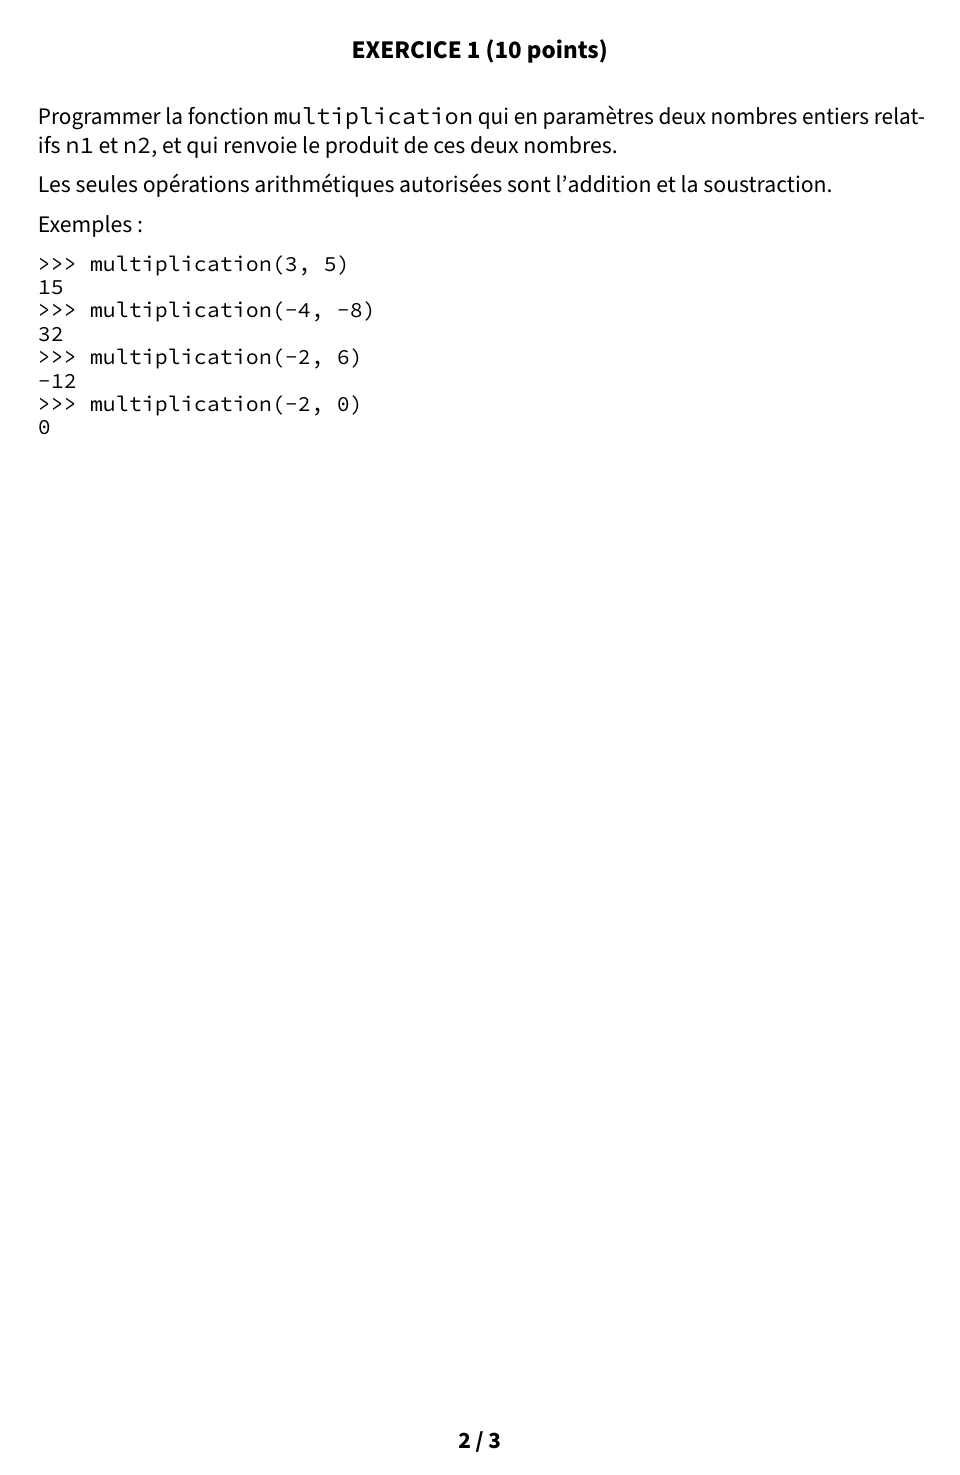 EXERCICE 1 (10 points)
Programmer la fonction multiplication qui en paramètres deux nombres entiers relat-
ifs n1 et n2, et qui renvoie le produit de ces deux nombres.
Les seules opérations arithmétiques autorisées sont l’addition et la soustraction.
Exemples :
>>> multiplication(3, 5)
15
>>> multiplication(-4, -8)
32
>>> multiplication(-2, 6)
-12
>>> multiplication(-2, 0)
0
2 / 3